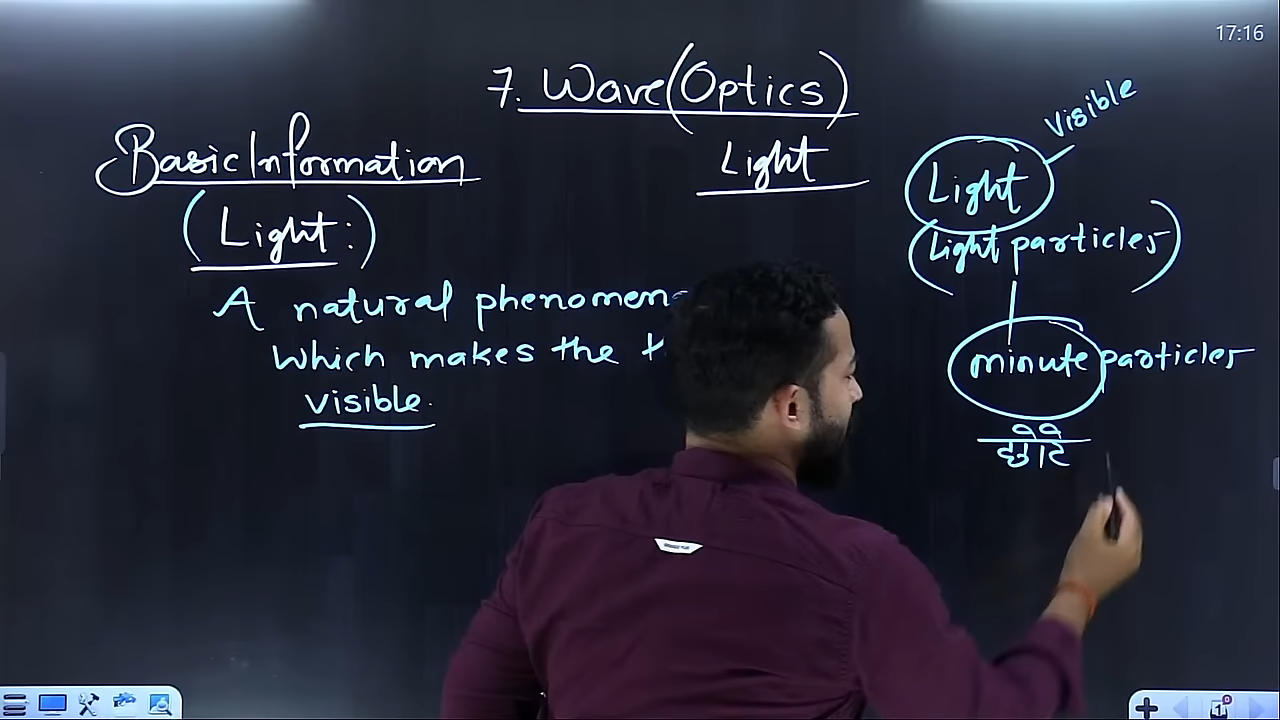 17:16
7. Wave (Optics)
Light
Basic Information
(Light:)
A natural phenomen
which makes the t
visible.
Visible
Light
(Light particles)
minute particles
छोटे